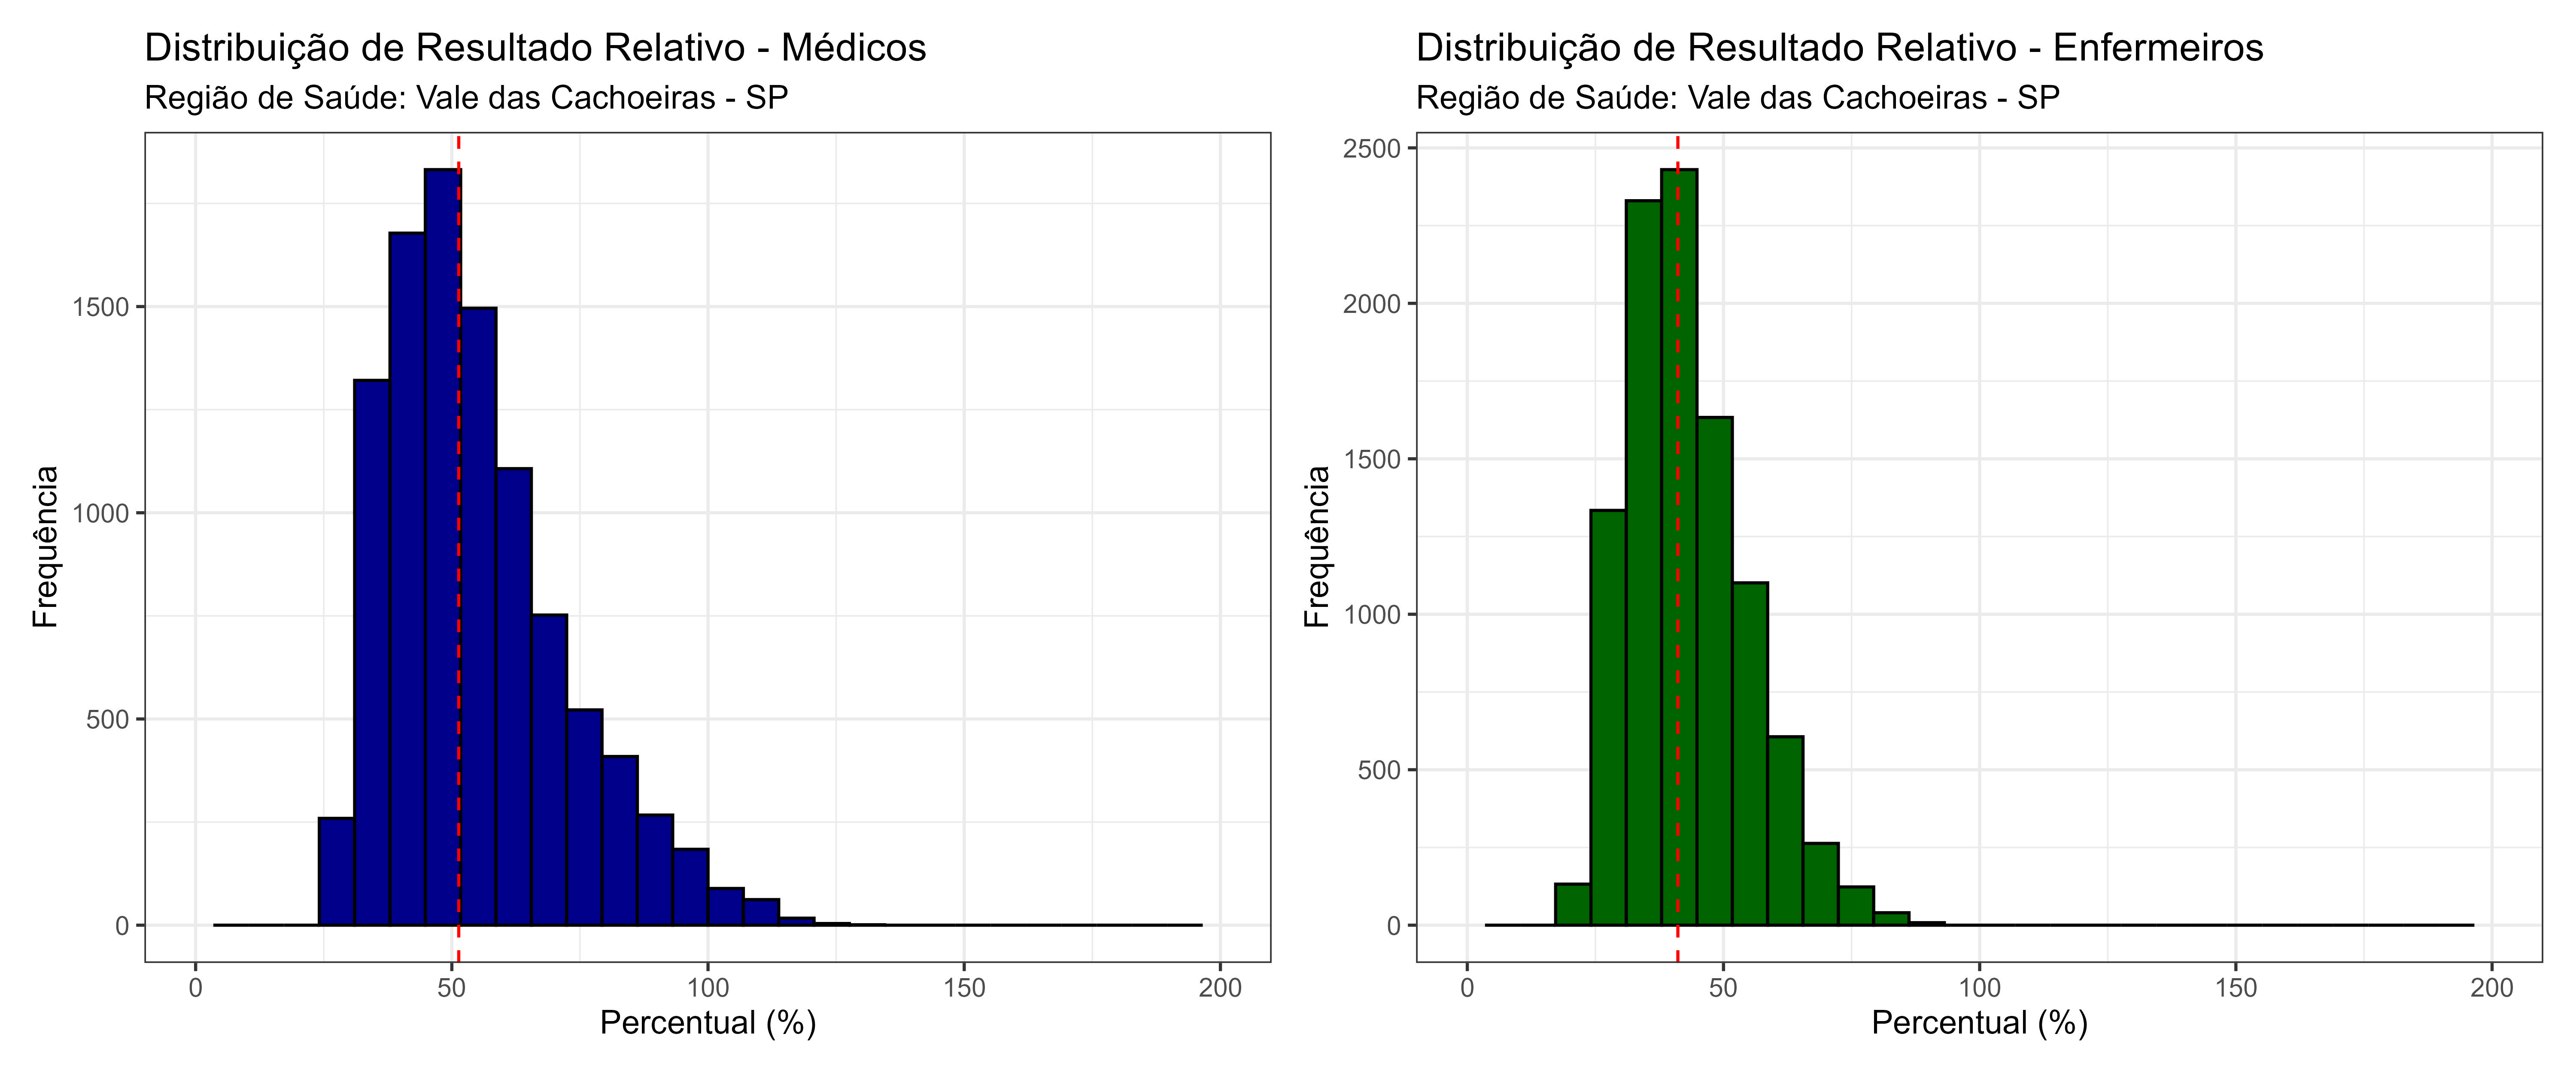 Distribuição de Resultado Relativo - Médicos
Região de Saúde: Vale das Cachoeiras - SP
Frequência
1500
1000
500
0
0 50 100 150 200
Percentual (%)
Distribuição de Resultado Relativo - Enfermeiros
Região de Saúde: Vale das Cachoeiras - SP
Frequência
2500
2000
1500
1000
500
0
0 50 100 150 200
Percentual (%)